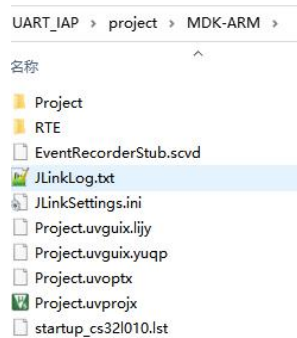 UART_IAP > project > MDK-ARM >
名称
Project
RTE
EventRecorderStub.scvd
JLinkLog.txt
JLinkSettings.ini
Project.uvguix.lijy
Project.uvguix.yuqp
Project.uvoptx
Project.uvprojx
startup_cs32l010.lst